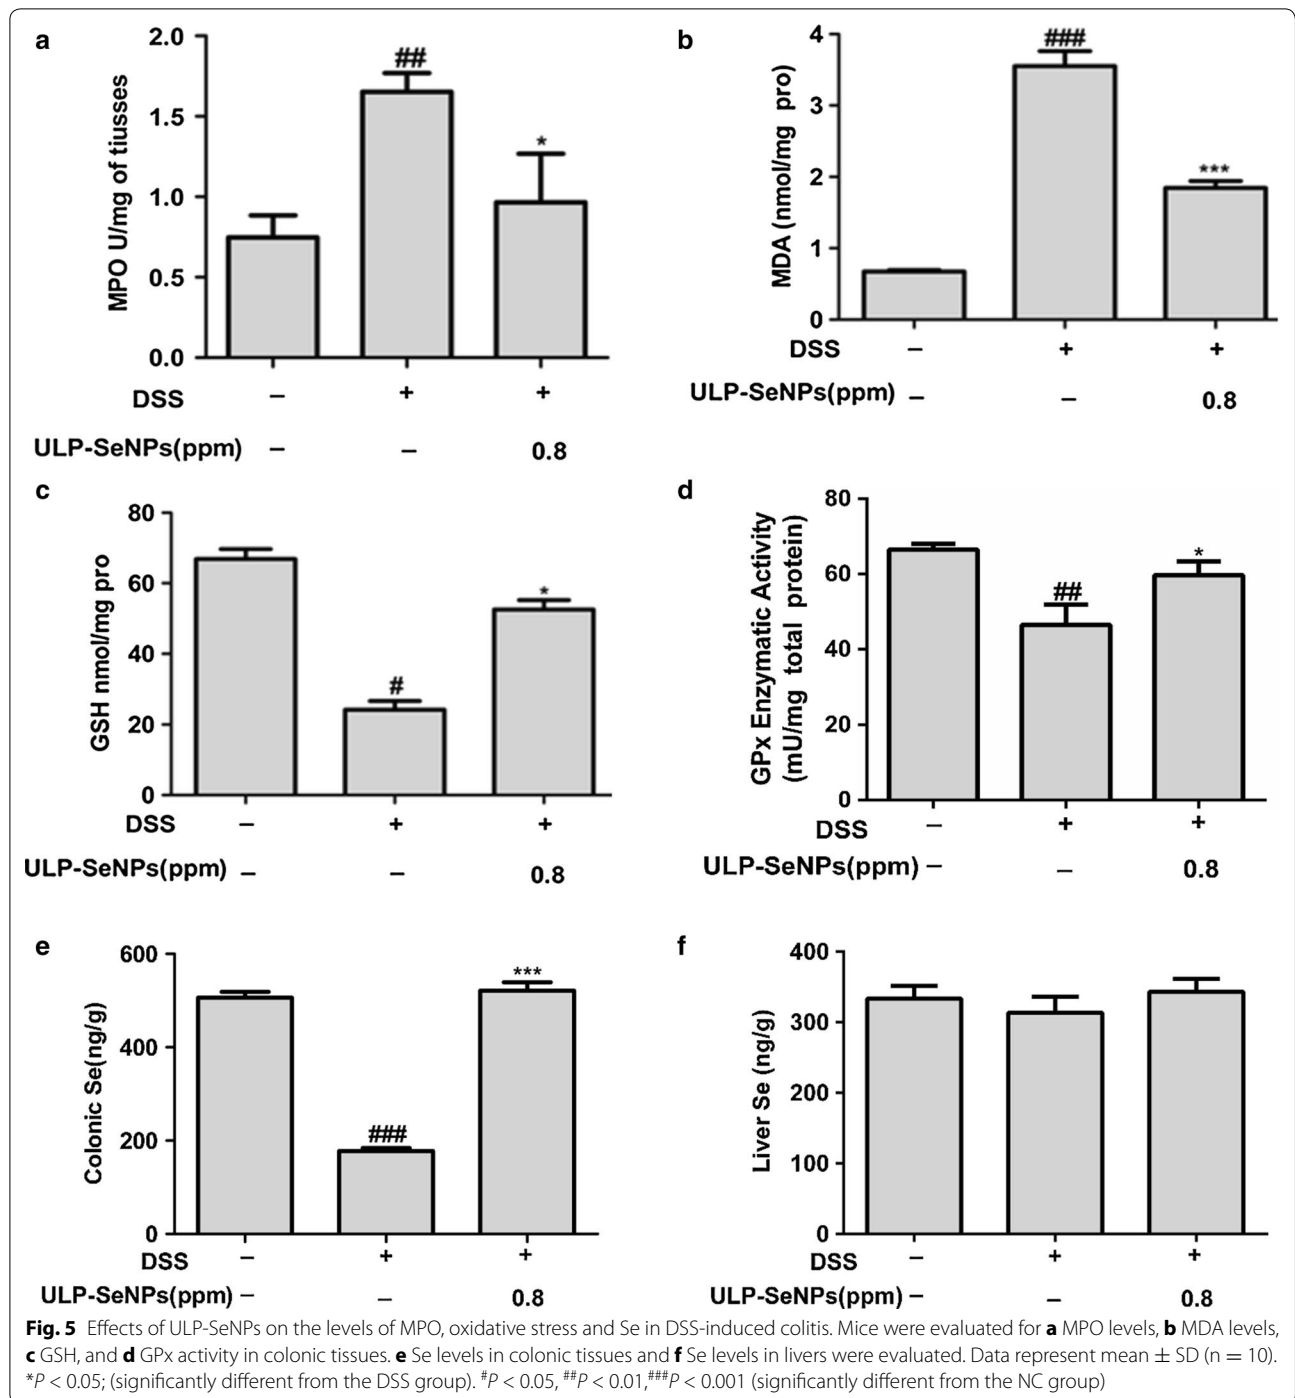 a
2.0
1.5
1.0
0.5
0.0
MPO U/mg of tiusses
##
*
DSS – + +
ULP-SeNPs(ppm) – – 0.8
b
4
3
2
1
0
MDA (nmol/mg pro)
###
***
DSS – + +
ULP-SeNPs(ppm) – – 0.8
c
80
60
40
20
0
GSH nmol/mg pro
#
*
DSS – + +
ULP-SeNPs(ppm) – – 0.8
d
80
60
40
20
0
GPx Enzymatic Activity
(mU/mg total protein)
##
*
DSS – + +
ULP-SeNPs(ppm) – – 0.8
e
600
400
200
0
Colonic Se(ng/g)
###
***
DSS – + +
ULP-SeNPs(ppm) – – 0.8
f
400
300
200
100
0
Liver Se (ng/g)
DSS – + +
ULP-SeNPs(ppm) – – 0.8
Fig. 5 Effects of ULP-SeNPs on the levels of MPO, oxidative stress and Se in DSS-induced colitis. Mice were evaluated for a MPO levels, b MDA levels,
c GSH, and d GPx activity in colonic tissues. e Se levels in colonic tissues and f Se levels in livers were evaluated. Data represent mean ± SD (n = 10).
*P < 0.05; (significantly different from the DSS group). #P < 0.05, ##P < 0.01,###P < 0.001 (significantly different from the NC group)